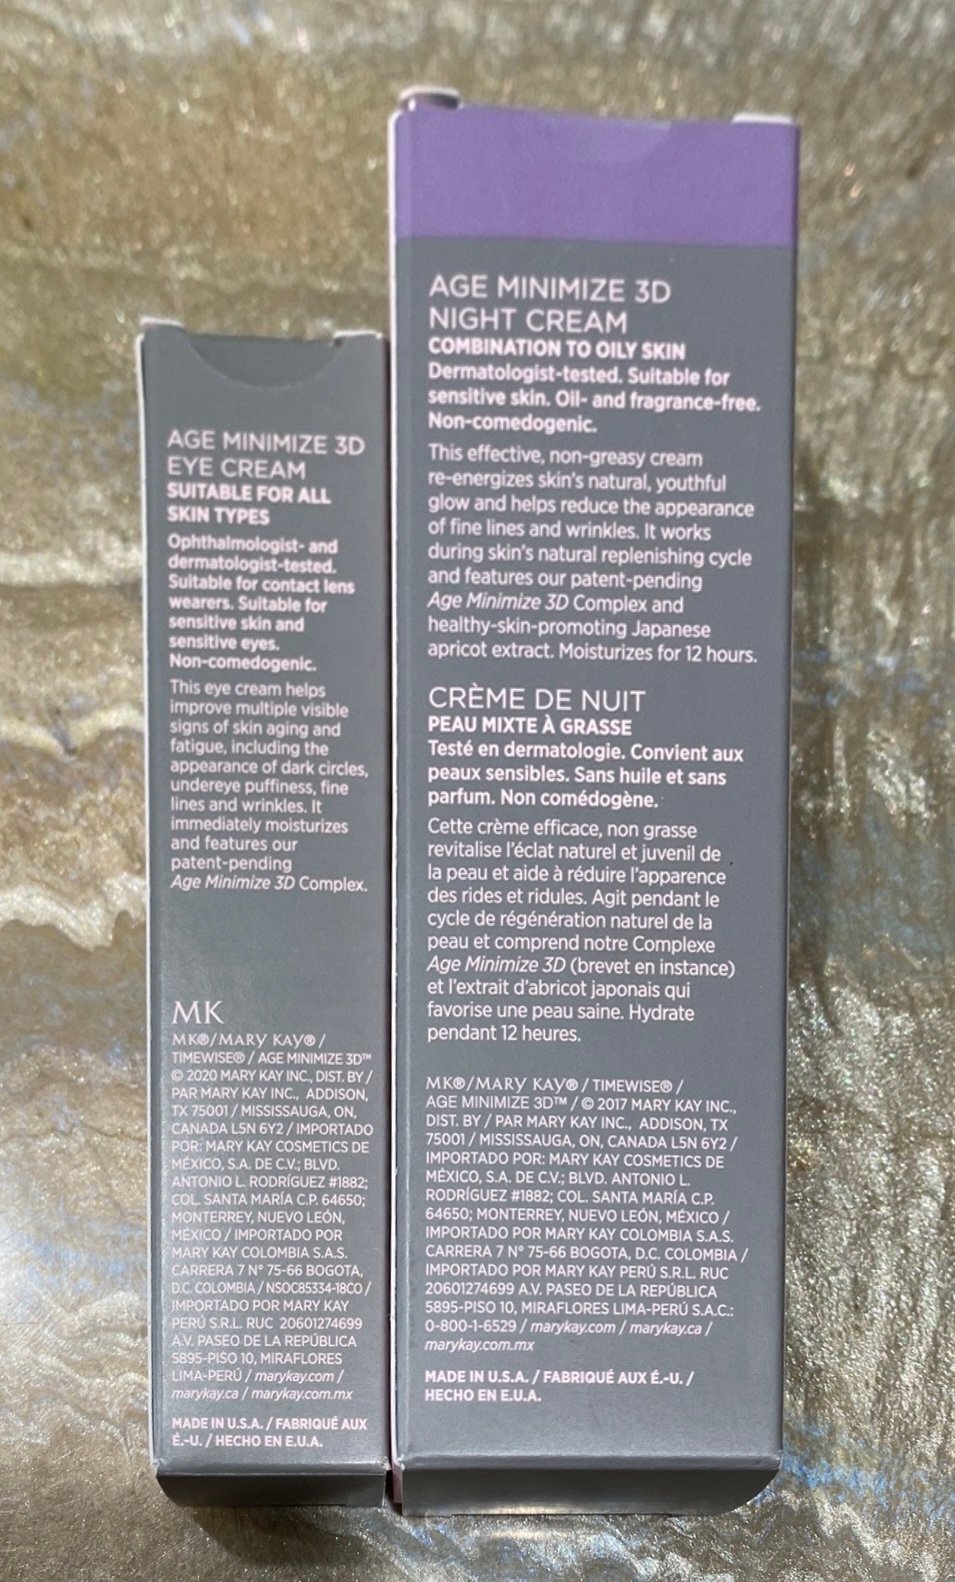 AGE MINIMIZE 3D
EYE CREAM
SUITABLE FOR ALL
SKIN TYPES
Ophthalmologist- and
dermatologist-tested.
Suitable for contact lens
wearers. Suitable for
sensitive skin and
sensitive eyes.
Non-comedogenic.
This eye cream helps
improve multiple visible
signs of skin aging and
fatigue, including the
appearance of dark circles,
undereye puffiness, fine
lines and wrinkles. It
immediately moisturizes
and features our
patent-pending
Age Minimize 3D Complex.
MK
MK®/MARY KAY® /
TIMEWISE® / AGE MINIMIZE 3D™
© 2020 MARY KAY INC., DIST. BY /
PAR MARY KAY INC., ADDISON,
TX 75001 / MISSISSAUGA, ON,
CANADA L5N 6Y2 / IMPORTADO
POR: MARY KAY COSMETICS DE
MÉXICO, S.A. DE C.V.; BLVD.
ANTONIO L. RODRÍGUEZ #1882;
COL. SANTA MARÍA C.P. 64650;
MONTERREY, NUEVO LEÓN,
MÉXICO / IMPORTADO POR
MARY KAY COLOMBIA S.A.S.
CARRERA 7 N° 75-66 BOGOTA,
D.C. COLOMBIA / NSOC85334-18CO /
IMPORTADO POR MARY KAY
PERÚ S.R.L. RUC 20601274699
A.V. PASEO DE LA REPÚBLICA
5895-PISO 10, MIRAFLORES
LIMA-PERÚ / marykay.com /
marykay.ca / marykay.com.mx
MADE IN U.S.A. / FABRIQUÉ AUX
É.-U. / HECHO EN E.U.A.
AGE MINIMIZE 3D
NIGHT CREAM
COMBINATION TO OILY SKIN
Dermatologist-tested. Suitable for
sensitive skin. Oil- and fragrance-free.
Non-comedogenic.
This effective, non-greasy cream
re-energizes skin's natural, youthful
glow and helps reduce the appearance
of fine lines and wrinkles. It works
during skin's natural replenishing cycle
and features our patent-pending
Age Minimize 3D Complex and
healthy-skin-promoting Japanese
apricot extract. Moisturizes for 12 hours.
CRÈME DE NUIT
PEAU MIXTE À GRASSE
Testé en dermatologie. Convient aux
peaux sensibles. Sans huile et sans
parfum. Non comédogène.
Cette crème efficace, non grasse
revitalise l'éclat naturel et juvenil de
la peau et aide à réduire l'apparence
des rides et ridules. Agit pendant le
cycle de régénération naturel de la
peau et comprend notre Complexe
Age Minimize 3D (brevet en instance)
et l'extrait d'abricot japonais qui
favorise une peau saine. Hydrate
pendant 12 heures.
MK®/MARY KAY® / TIMEWISE® /
AGE MINIMIZE 3D™ / © 2017 MARY KAY INC.,
DIST. BY / PAR MARY KAY INC., ADDISON, TX
75001 / MISSISSAUGA, ON, CANADA L5N 6Y2 /
IMPORTADO POR: MARY KAY COSMETICS DE
MÉXICO, S.A. DE C.V.; BLVD. ANTONIO L.
RODRÍGUEZ #1882; COL. SANTA MARÍA C.P.
64650; MONTERREY, NUEVO LEÓN, MÉXICO /
IMPORTADO POR MARY KAY COLOMBIA S.A.S.
CARRERA 7 N° 75-66 BOGOTA, D.C. COLOMBIA /
IMPORTADO POR MARY KAY PERÚ S.R.L. RUC
20601274699 A.V. PASEO DE LA REPÚBLICA
5895-PISO 10, MIRAFLORES LIMA-PERÚ S.A.C.:
0-800-1-6529 / marykay.com / marykay.ca /
marykay.com.mx
MADE IN U.S.A. / FABRIQUÉ AUX É.-U. /
HECHO EN E.U.A.